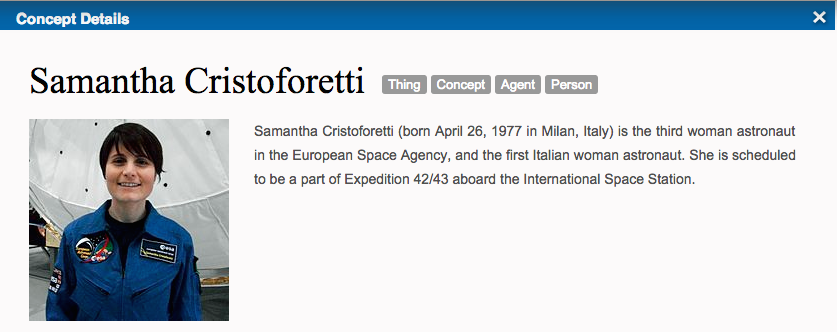 Concept Details
Samantha Cristoforetti Thing Concept Agent Person
Samantha Cristoforetti (born April 26, 1977 in Milan, Italy) is the third woman astronaut
in the European Space Agency, and the first Italian woman astronaut. She is scheduled
to be a part of Expedition 42/43 aboard the International Space Station.
esa